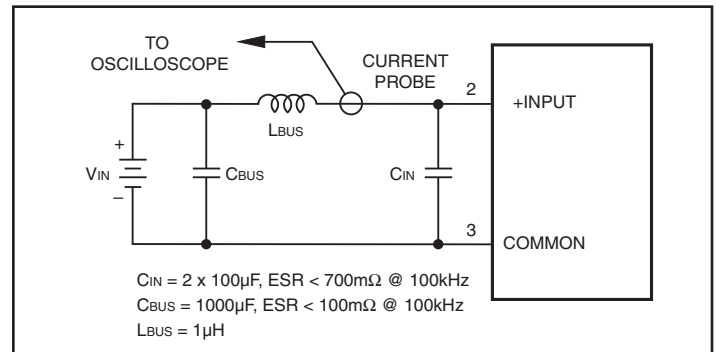 TO
OSCILLOSCOPE
CURRENT
PROBE
2
+INPUT
LBUS
+
VIN
–
CBUS
CIN
3
COMMON
CIN = 2 x 100µF, ESR < 700mΩ @ 100kHz
CBUS = 1000µF, ESR < 100mΩ @ 100kHz
LBUS = 1µH